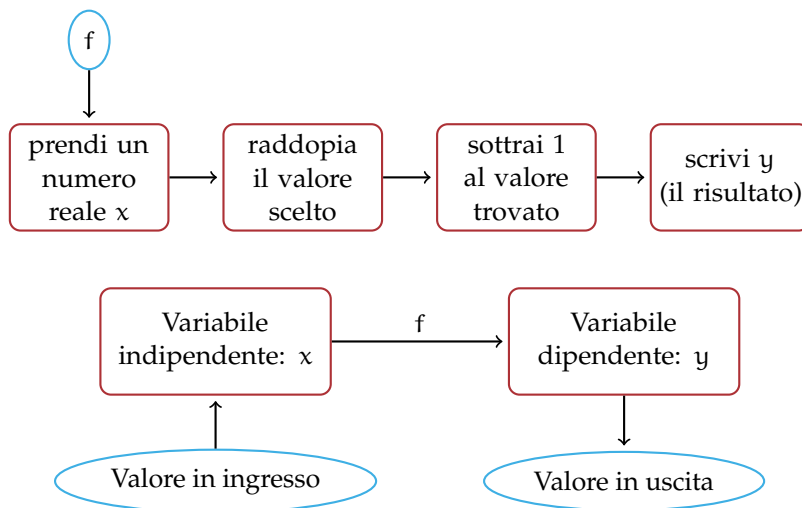 f
prendi un
numero
reale x
raddopia
il valore
scelto
sottrai 1
al valore
trovato
scrivi y
(il risultato)
Variabile
indipendente: x
f
Variabile
dipendente: y
Valore in ingresso
Valore in uscita